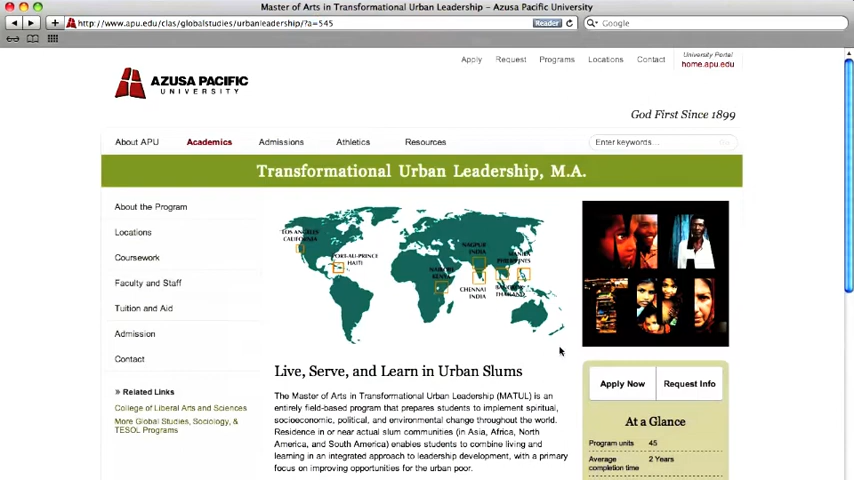 Master of Arts in Transformational Urban Leadership – Azusa Pacific University
http://www.apu.edu/clas/globalstudies/urbanleadership/?a=545
Reader
Google
Apply Request Programs Locations Contact
University Portal
home.apu.edu
AZUSA PACIFIC
UNIVERSITY
God First Since 1899
About APU Academics Admissions Athletics Resources
Enter keywords...
Go
Transformational Urban Leadership, M.A.
About the Program
Locations
Coursework
Faculty and Staff
Tuition and Aid
Admission
Contact
» Related Links
College of Liberal Arts and Sciences
More Global Studies, Sociology, &
TESOL Programs
LOS ANGELES
CALIFORNIA
PORT-AU-PRINCE
HAITI
NAIROBI
KENYA
NAGPUR
INDIA
CHENNAI
INDIA
MANILA
PHILIPPINES
BANGKOK
THAILAND
Live, Serve, and Learn in Urban Slums
The Master of Arts in Transformational Urban Leadership (MATUL) is an
entirely field-based program that prepares students to implement spiritual,
socioeconomic, political, and environmental change throughout the world.
Residence in or near actual slum communities (in Asia, Africa, North
America, and South America) enables students to combine living and
learning in an integrated approach to leadership development, with a primary
focus on improving opportunities for the urban poor.
MATUL
Apply Now Request Info
At a Glance
Program units 45
Average
completion time 2 Years